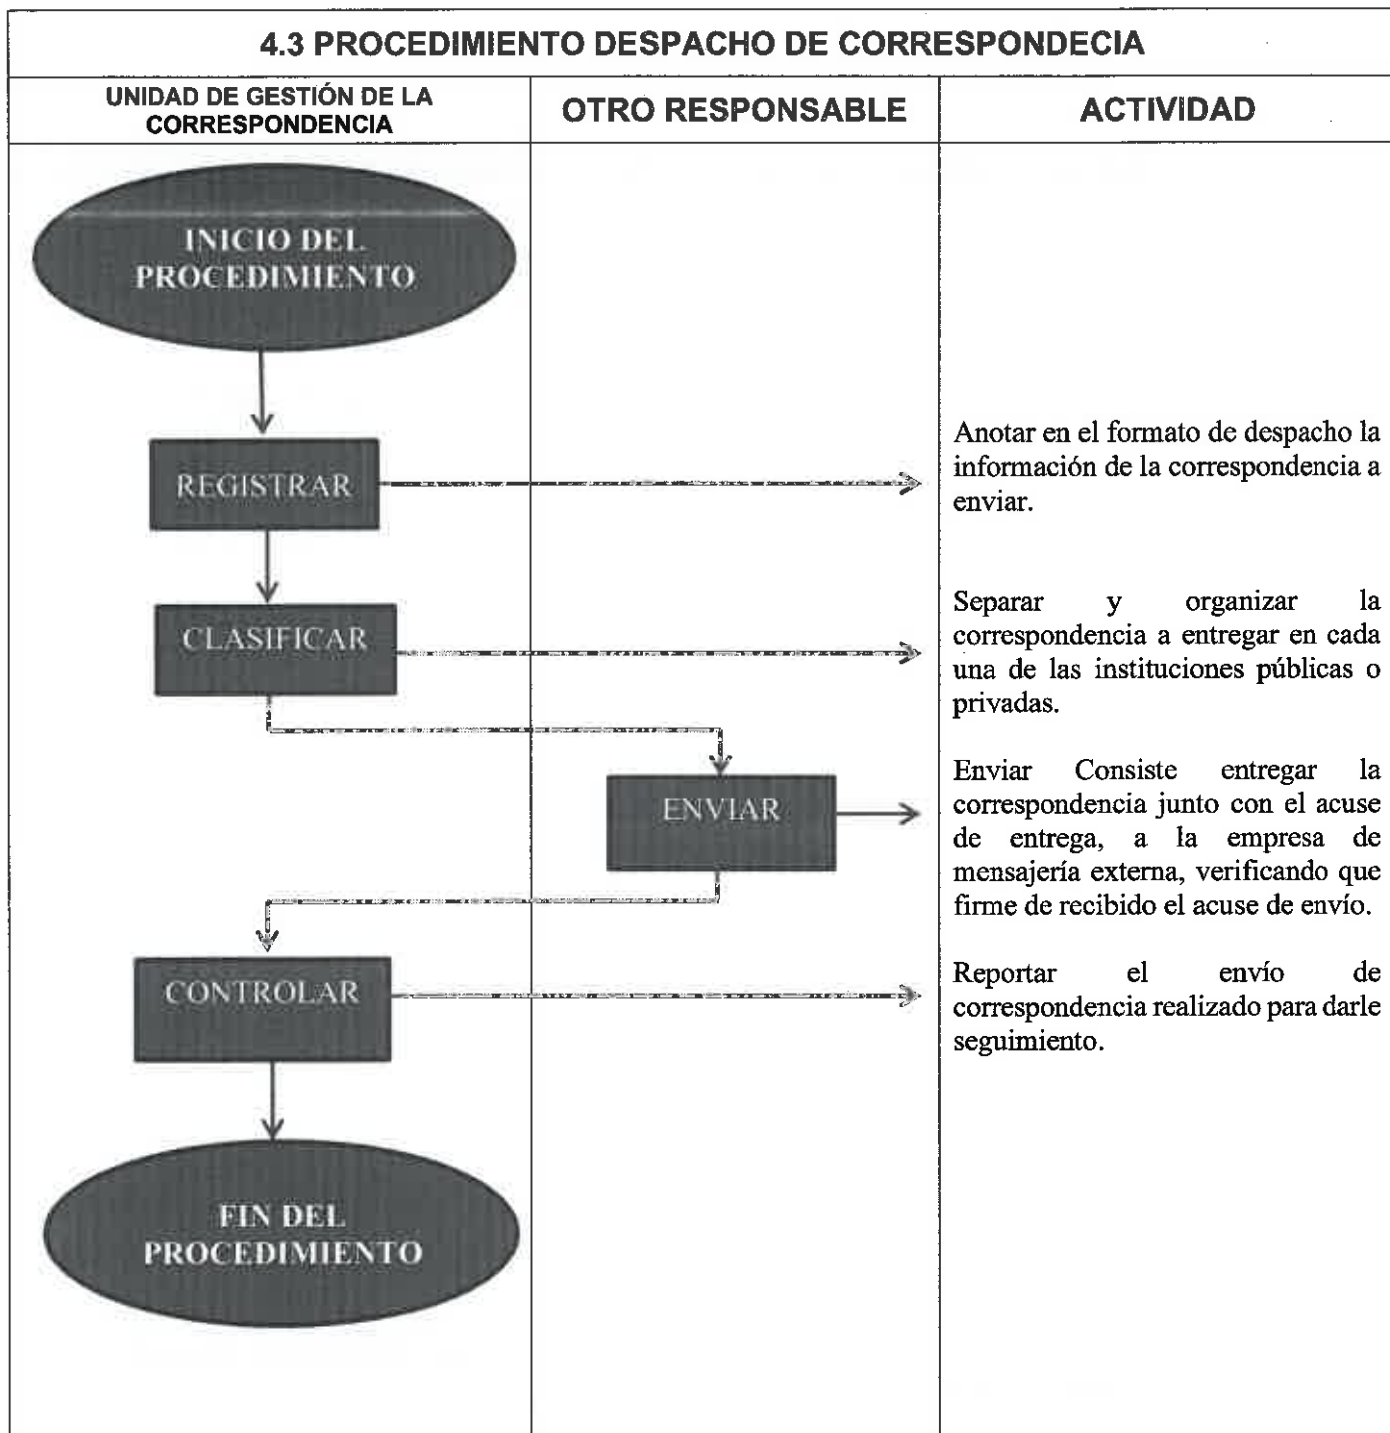 4.3 PROCEDIMIENTO DESPACHO DE CORRESPONDECIA
UNIDAD DE GESTIÓN DE LA
CORRESPONDENCIA
OTRO RESPONSABLE
ACTIVIDAD
INICIO DEL
PROCEDIMIENTO
REGISTRAR
Anotar en el formato de despacho la
información de la correspondencia a
enviar.
CLASIFICAR
Separar y organizar la
correspondencia a entregar en cada
una de las instituciones públicas o
privadas.
ENVIAR
Enviar Consiste entregar la
correspondencia junto con el acuse
de entrega, a la empresa de
mensajería externa, verificando que
firme de recibido el acuse de envío.
CONTROLAR
Reportar el envío de
correspondencia realizado para darle
seguimiento.
FIN DEL
PROCEDIMIENTO